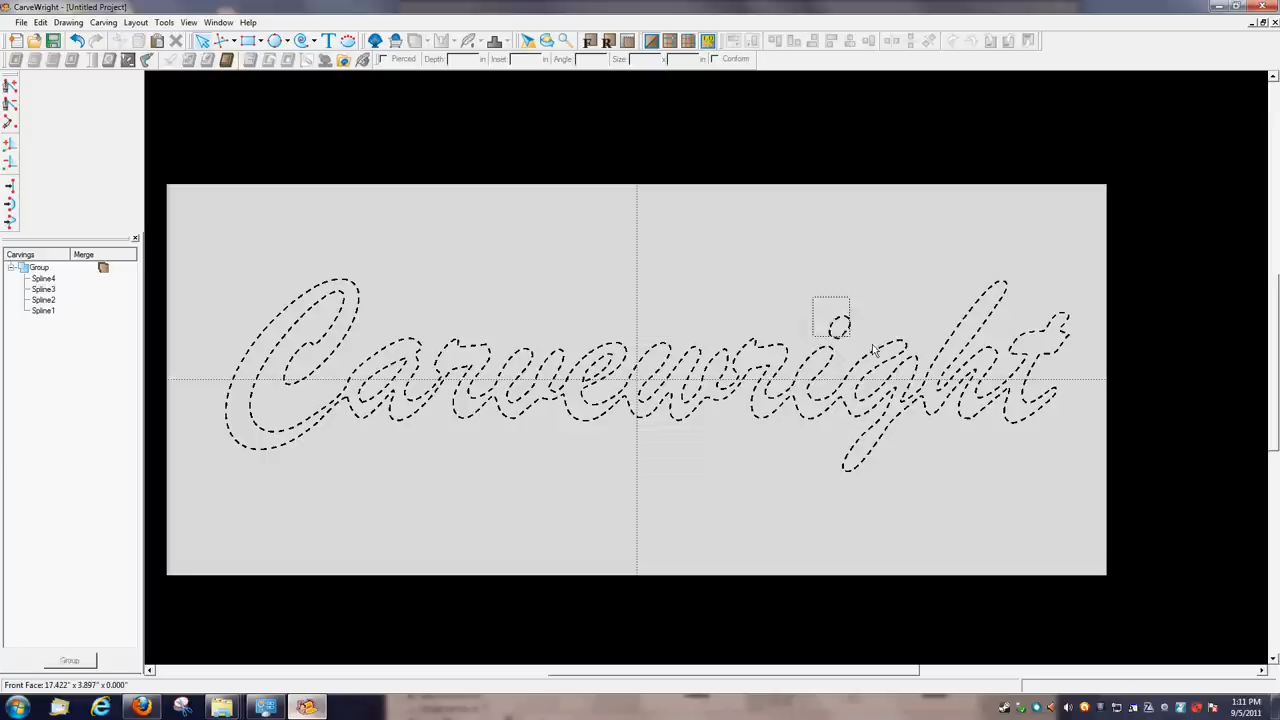 CarveWright - [Untitled Project]
File Edit Drawing Carving Layout Tools View Window Help
Pierced Depth: in Inset: in Angle: Size: x in Conform
Carvings Merge
Group
Spline4
Spline3
Spline2
Spline1
Carvewright
Group
Front Face: 17.422" x 3.897" x 0.000"
1:11 PM
9/5/2011